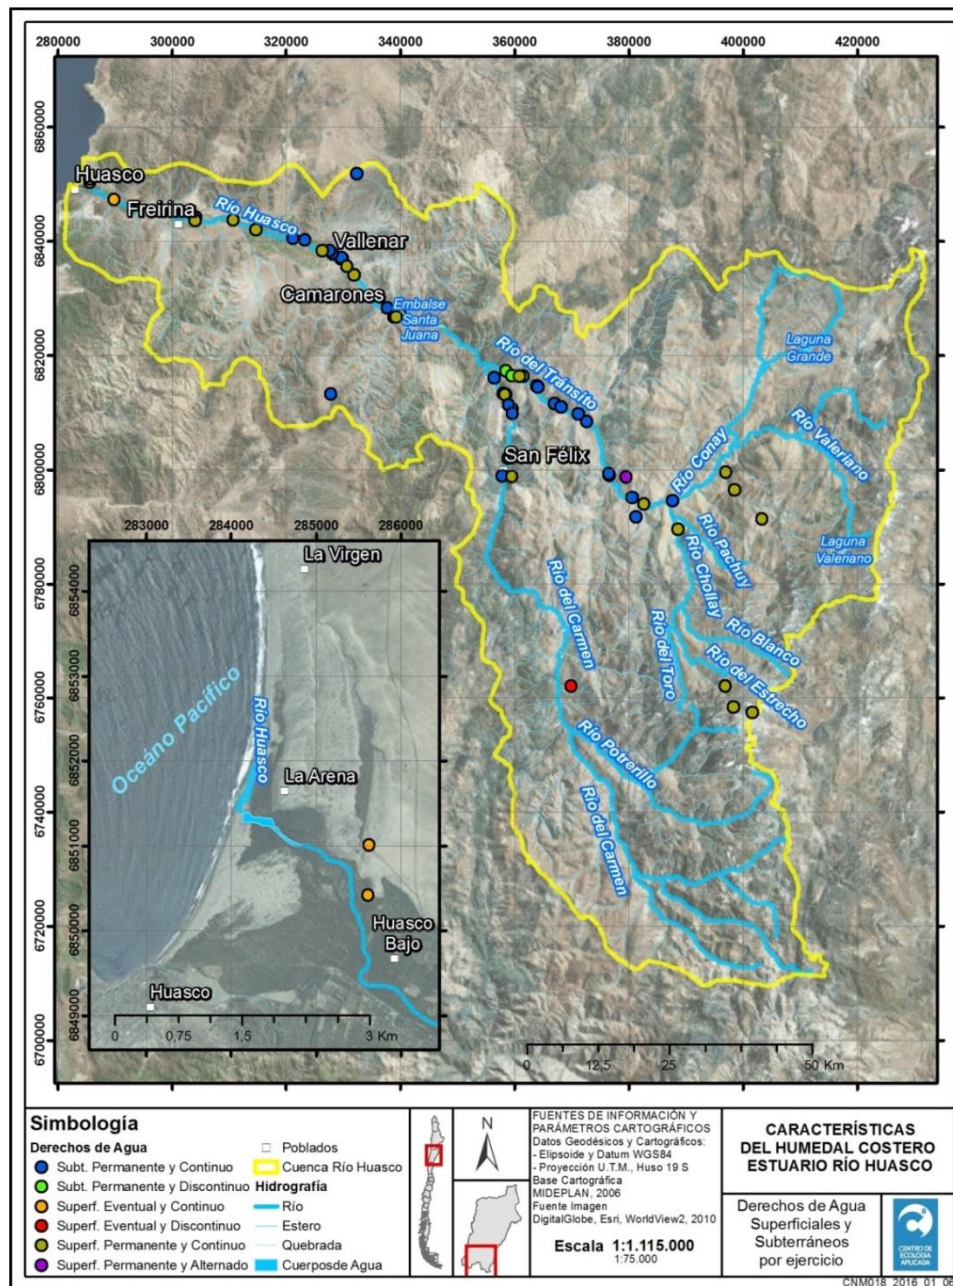 280000 300000 320000 340000 360000 380000 400000 420000
6860000
6840000
6820000
6800000
6780000
6760000
6740000
6720000
6700000
Huasco
Freirina
Río Huasco
Vallenar
Camarones
Embalse
Santa
Juana
Río del Tránsito
Laguna
Grande
San Félix
Río Conay
Río Valeriano
Laguna
Valeriano
Río Pachuy
Río Chollay
Río del Carmen
Río del Toro
Río Blanco
Río del Estrecho
Río Potrerillo
Río del Carmen
283000 284000 285000 286000
6854000
6853000
6852000
6851000
6850000
6849000
La Virgen
Océano Pacífico
Río Huasco
La Arena
Huasco
Bajo
Huasco
0 0,75 1,5 3 Km
0 12,5 25 50 Km
Simbología
Derechos de Agua
Subt. Permanente y Continuo
Subt. Permanente y Discontinuo
Superf. Eventual y Continuo
Superf. Eventual y Discontinuo
Superf. Permanente y Continuo
Superf. Permanente y Alternado
Poblados
Cuenca Río Huasco
Hidrografía
Río
Estero
Quebrada
Cuerpos de Agua
N
FUENTES DE INFORMACIÓN Y
PARÁMETROS CARTOGRÁFICOS
Datos Geodésicos y Cartográficos:
- Elipsoide y Datum WGS84
- Proyección U.T.M., Huso 19 S
Base Cartográfica
MIDEPLAN, 2006
Fuente Imagen
DigitalGlobe, Esri, WorldView2, 2010
Escala 1:1.115.000
1:75.000
CARACTERÍSTICAS
DEL HUMEDAL COSTERO
ESTUARIO RÍO HUASCO
Derechos de Agua
Superficiales y
Subterráneos
por ejercicio
CENTRO DE
ECOLOGÍA
APLICADA
CNM018_2016_01_06